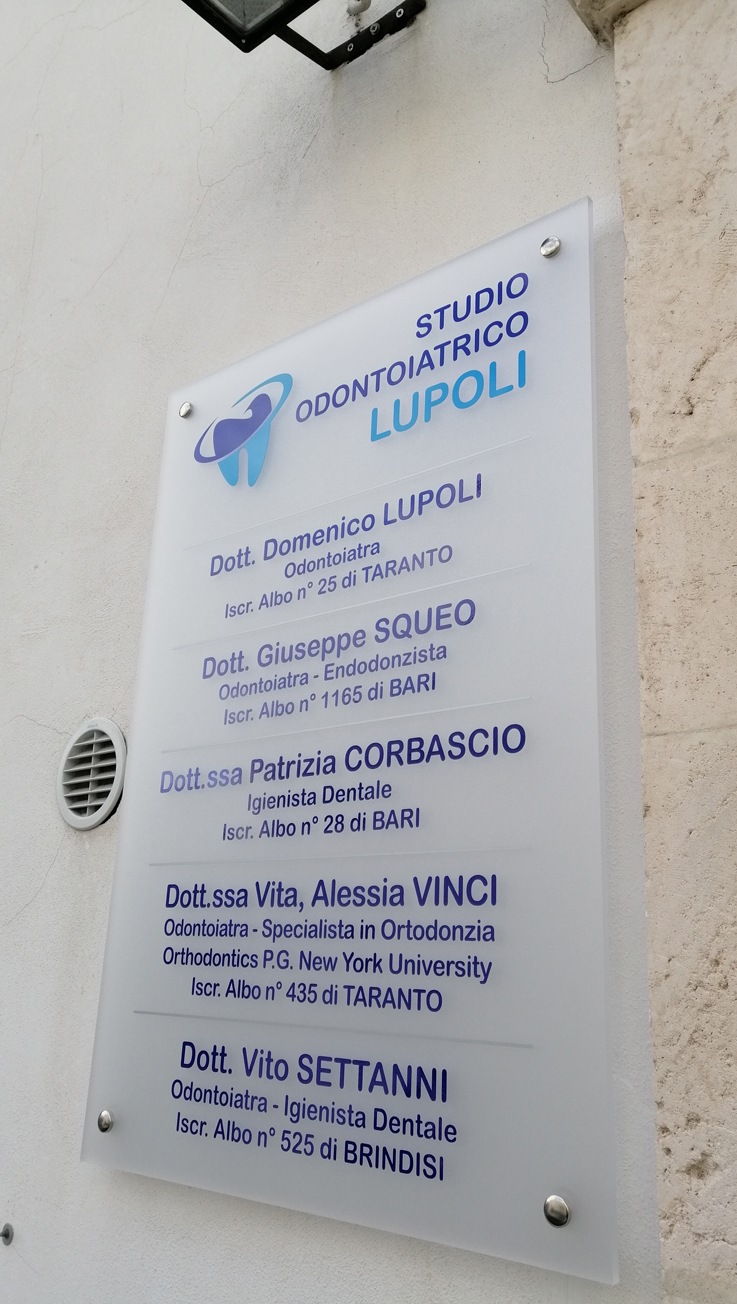 STUDIO
ODONTOIATRICO
LUPOLI
Dott. Domenico LUPOLI
Odontoiatra
Iscr. Albo n° 25 di TARANTO
Dott. Giuseppe SQUEO
Odontoiatra - Endodonzista
Iscr. Albo n° 1165 di BARI
Dott.ssa Patrizia CORBASCIO
Igienista Dentale
Iscr. Albo n° 28 di BARI
Dott.ssa Vita, Alessia VINCI
Odontoiatra - Specialista in Ortodonzia
Orthodontics P.G. New York University
Iscr. Albo n° 435 di TARANTO
Dott. Vito SETTANNI
Odontoiatra - Igienista Dentale
Iscr. Albo n° 525 di BRINDISI